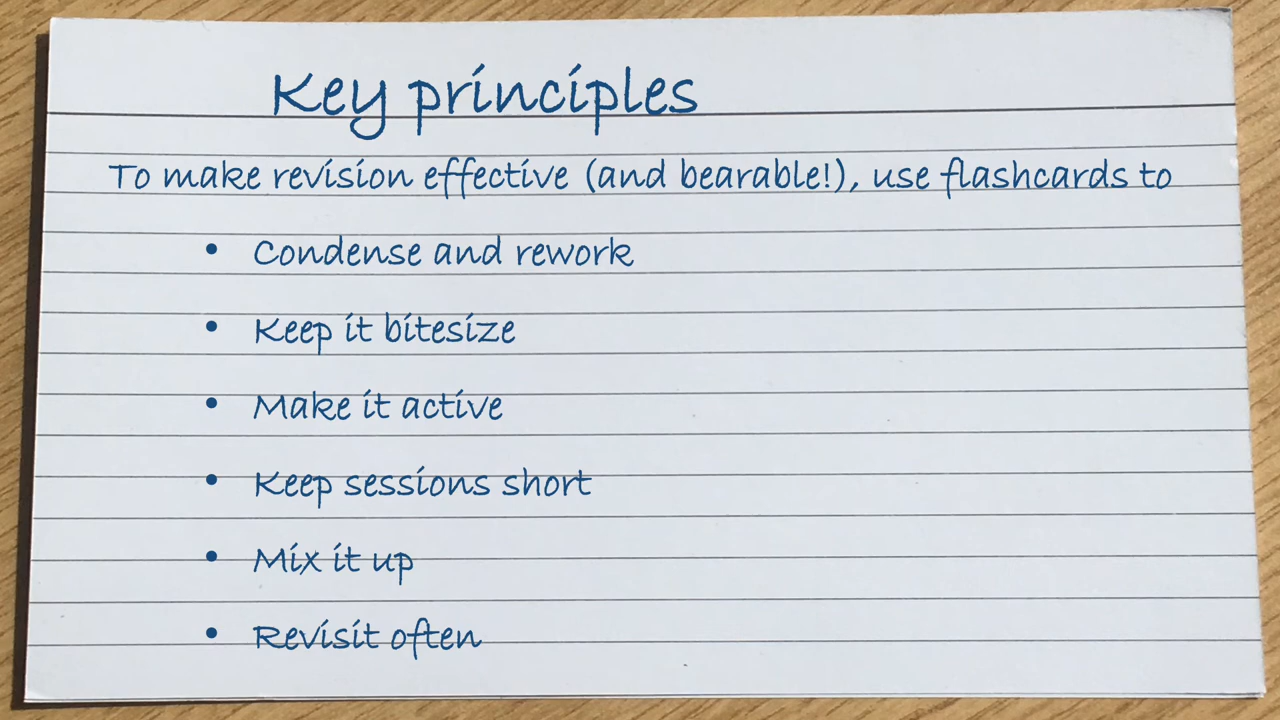 Key principles
To make revision effective (and bearable!), use flashcards to
• Condense and rework
• Keep it bitesize
• Make it active
• Keep sessions short
• Mix it up
• Revisit often